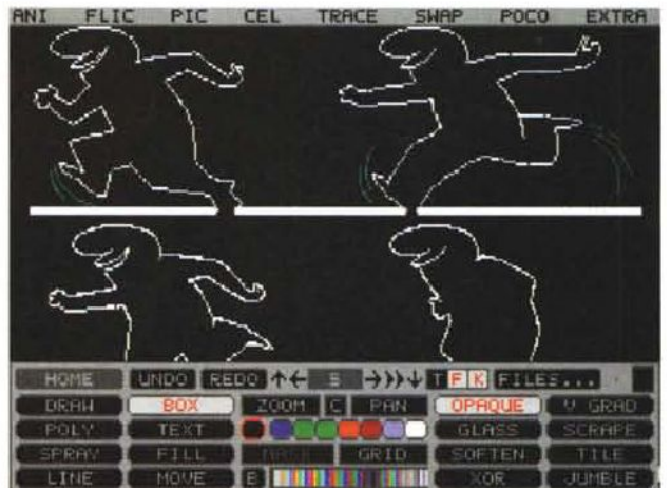 ANI FLIC PIC CEL TRACE SWAP POCO EXTRA
HOME UNDO REDO 5 T F K FILES...
DRAW BOX ZOOM C PAN OPAQUE V GRAD
POLY TEXT GLASS SCRAPE
SPRAY FILL MASK GRID SOFTEN TILE
LINE MOVE B XOR JUMBLE